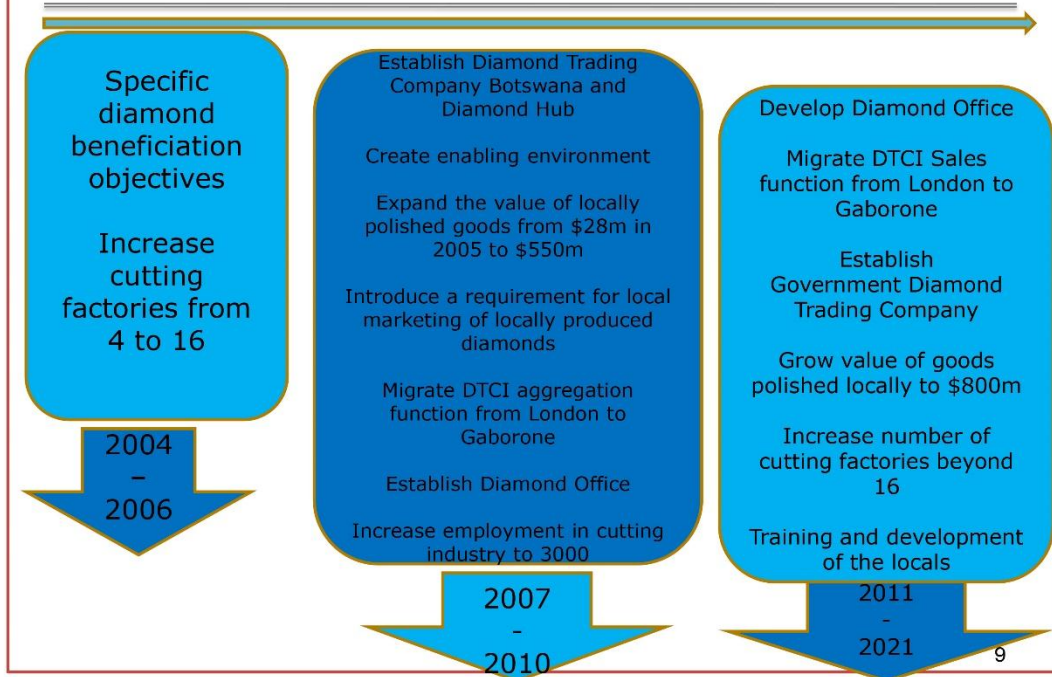 Specific
diamond
beneficiation
objectives
Increase
cutting
factories from
4 to 16
2004
–
2006
Establish Diamond Trading
Company Botswana and
Diamond Hub
Create enabling environment
Expand the value of locally
polished goods from $28m in
2005 to $550m
Introduce a requirement for local
marketing of locally produced
diamonds
Migrate DTCI aggregation
function from London to
Gaborone
Establish Diamond Office
Increase employment in cutting
industry to 3000
2007
-
2010
Develop Diamond Office
Migrate DTCI Sales
function from London to
Gaborone
Establish
Government Diamond
Trading Company
Grow value of goods
polished locally to $800m
Increase number of
cutting factories beyond
16
Training and development
of the locals
2011
-
2021
9